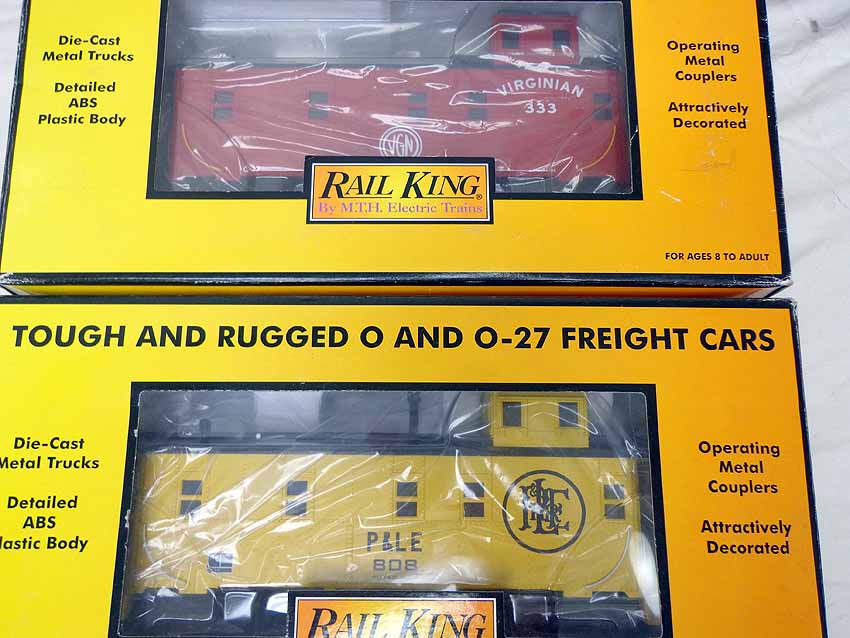 Die-Cast
Metal Trucks
Detailed
ABS
Plastic Body
VIRGINIAN
333
VGN
Operating
Metal
Couplers
Attractively
Decorated
RAIL KING®
By M.T.H. Electric Trains
FOR AGES 8 TO ADULT
TOUGH AND RUGGED O AND O-27 FREIGHT CARS
Die-Cast
Metal Trucks
Detailed
ABS
lastic Body
P&LE
P&LE
808
Operating
Metal
Couplers
Attractively
Decorated
RAIL KING